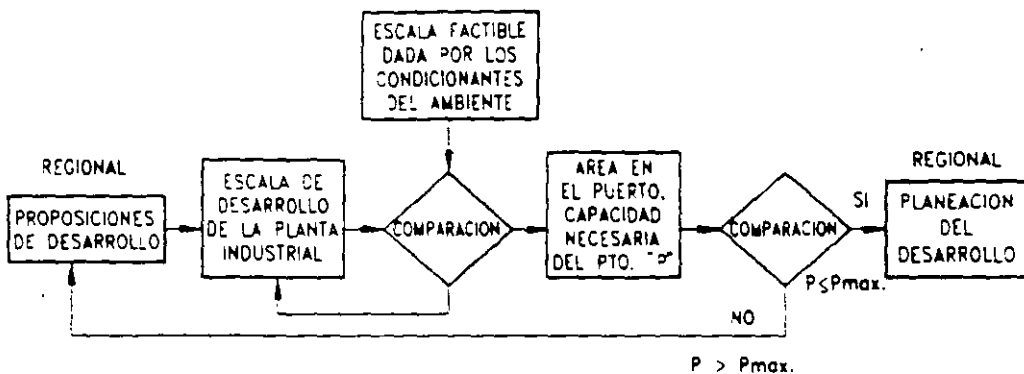 ESCALA FACTIBLE
DADA POR LOS
CONDICIONANTES
DEL AMBIENTE
REGIONAL
PROPOSICIONES
DE DESARROLLO
ESCALA DE
DESARROLLO
DE LA PLANTA
INDUSTRIAL
COMPARACION
AREA EN
EL PUERTO.
CAPACIDAD
NECESARIA
DEL PTO. "P"
COMPARACION
SI
P≤Pmax.
REGIONAL
PLANEACION
DEL
DESARROLLO
NO
P > Pmax.